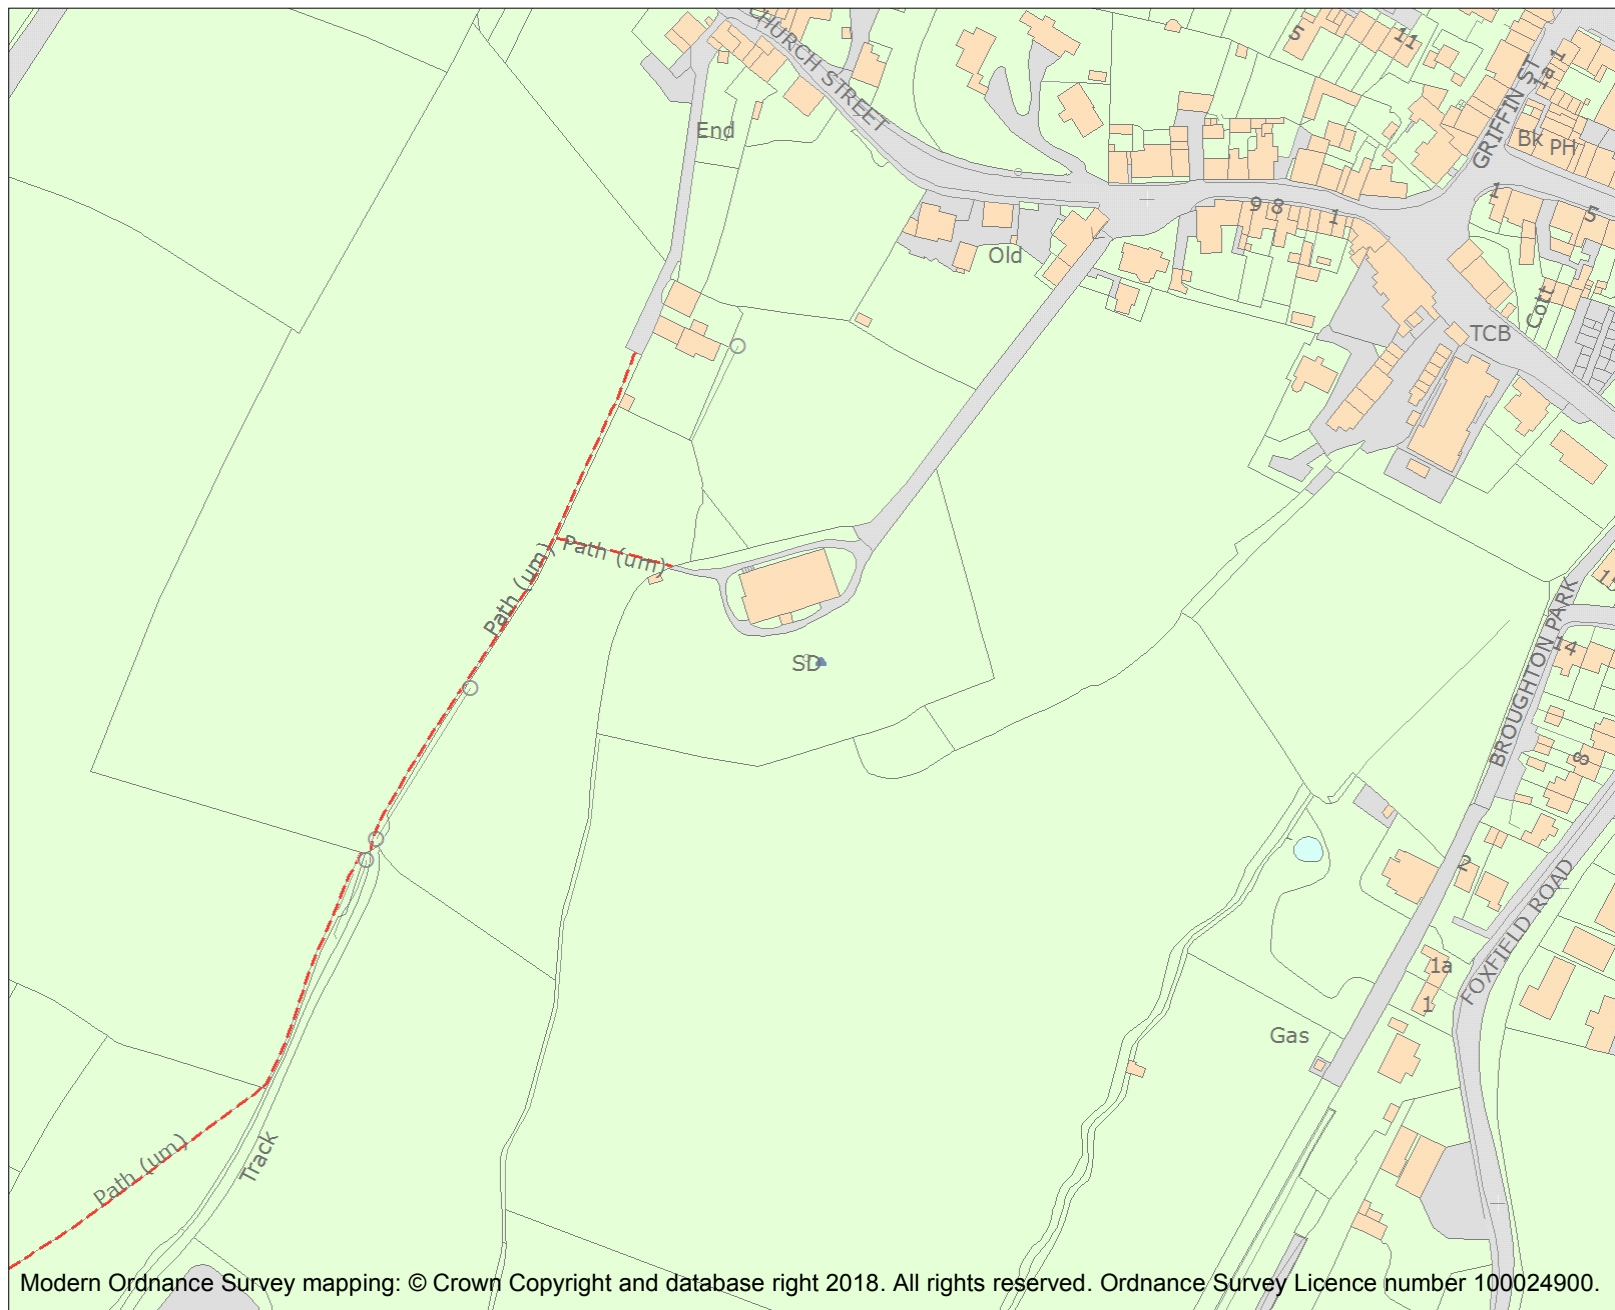 CHURCH STREET
5
11
GRIFFIN ST
1a 1
End
Bk PH
9 8
1
1
5
Old
Cott
TCB
Path (um)
Path (um)
BROUGHTON PARK
14
SD
8
2
FOXFIELD ROAD
1a
1
Gas
Path (um)
Track
Modern Ordnance Survey mapping: © Crown Copyright and database right 2018. All rights reserved. Ordnance Survey Licence number 100024900.